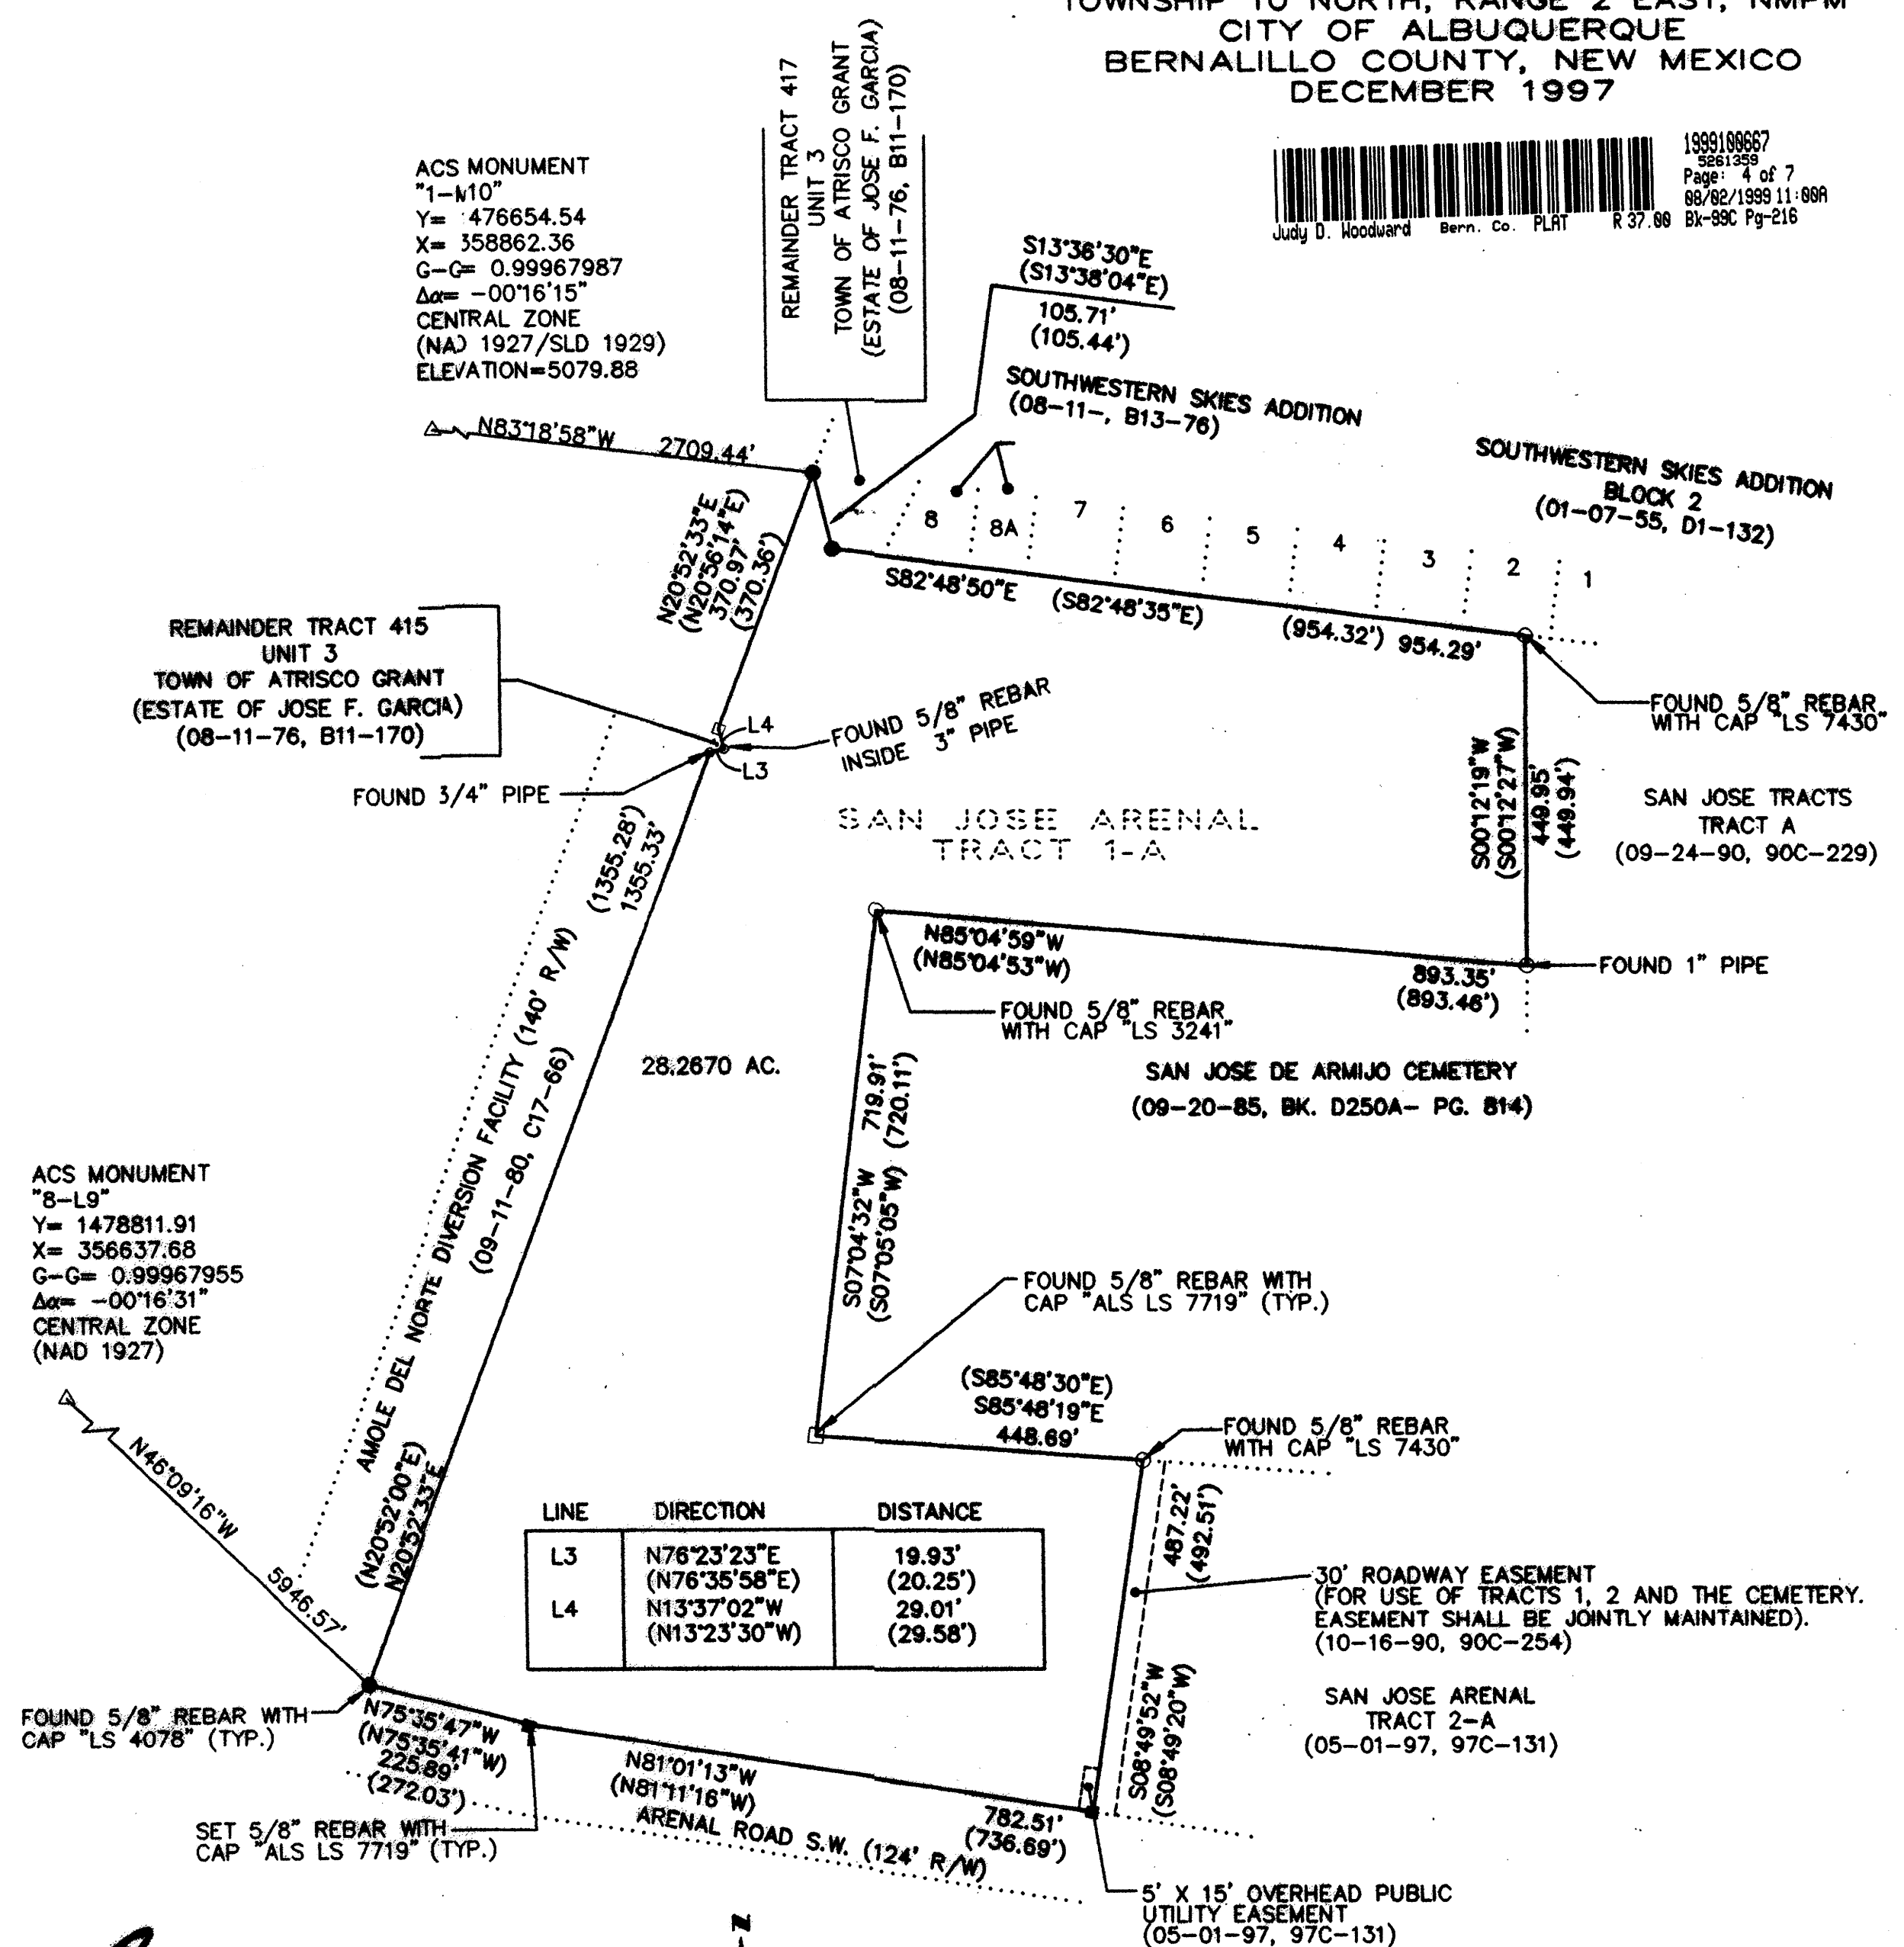 TOWNSHIP 10 NORTH, RANGE 2 EAST, NMPM
CITY OF ALBUQUERQUE
BERNALILLO COUNTY, NEW MEXICO
DECEMBER 1997
1999100667
5261359
Page: 4 of 7
08/02/1999 11:00A
Bk-99C Pg-216
Judy D. Woodward Bern. Co. PLAT R 37.00
REMAINDER TRACT 417
UNIT 3
TOWN OF ATRISCO GRANT
(ESTATE OF JOSE F. GARCIA)
(08-11-76, B11-170)
ACS MONUMENT
"1-M10"
Y= 476654.54
X= 358862.36
G-G= 0.99967987
Δα= -00°16'15"
CENTRAL ZONE
(NAD 1927/SLD 1929)
ELEVATION=5079.88
S13°36'30"E
(S13°38'04"E)
105.71'
(105.44')
SOUTHWESTERN SKIES ADDITION
(08-11-, B13-76)
SOUTHWESTERN SKIES ADDITION
BLOCK 2
(01-07-55, D1-132)
N83°18'58"W 2709.44'
8 8A 7 6 5 4 3 2 1
N20°52'33"E
(N20°56'14"E)
370.97'
(370.36')
S82°48'50"E (S82°48'35"E) (954.32') 954.29'
REMAINDER TRACT 415
UNIT 3
TOWN OF ATRISCO GRANT
(ESTATE OF JOSE F. GARCIA)
(08-11-76, B11-170)
L4
L3
FOUND 5/8" REBAR
INSIDE 3" PIPE
FOUND 3/4" PIPE
FOUND 5/8" REBAR
WITH CAP "LS 7430"
S00°12'19"W
(S00°12'27"W)
449.95'
(449.94')
SAN JOSE TRACTS
TRACT A
(09-24-90, 90C-229)
SAN JOSE ARENAL
TRACT 1-A
(1355.28')
1355.33'
N85°04'59"W
(N85°04'53"W)
893.35'
(893.46')
FOUND 1" PIPE
FOUND 5/8" REBAR
WITH CAP "LS 3241"
28.2670 AC.
SAN JOSE DE ARMIJO CEMETERY
(09-20-85, BK. D250A- PG. 814)
AMOLE DEL NORTE DIVERSION FACILITY (140' R/W)
(09-11-80, C17-66)
S07°04'32"W 719.91'
(S07°05'05"W) (720.11')
ACS MONUMENT
"8-L9"
Y= 1478811.91
X= 356637.68
G-G= 0.99967955
Δα= -00°16'31"
CENTRAL ZONE
(NAD 1927)
FOUND 5/8" REBAR WITH
CAP "ALS LS 7719" (TYP.)
(S85°48'30"E)
S85°48'19"E
448.69'
FOUND 5/8" REBAR
WITH CAP "LS 7430"
N46°09'16"W
5946.57'
(N20°52'00"E)
N20°52'33"E
LINE DIRECTION DISTANCE
L3 N76°23'23"E 19.93'
(N76°35'58"E) (20.25')
L4 N13°37'02"W 29.01'
(N13°23'30"W) (29.58')
487.22'
(492.51')
30' ROADWAY EASEMENT
(FOR USE OF TRACTS 1, 2 AND THE CEMETERY.
EASEMENT SHALL BE JOINTLY MAINTAINED).
(10-16-90, 90C-254)
S08°49'52"W
(S08°49'20"W)
SAN JOSE ARENAL
TRACT 2-A
(05-01-97, 97C-131)
FOUND 5/8" REBAR WITH
CAP "LS 4078" (TYP.)
N75°35'47"W
(N75°35'41"W)
225.89'
(272.03')
N81°01'13"W
(N81°11'16"W)
782.51'
(736.69')
ARENAL ROAD S.W. (124' R/W)
SET 5/8" REBAR WITH
CAP "ALS LS 7719" (TYP.)
5' X 15' OVERHEAD PUBLIC
UTILITY EASEMENT
(05-01-97, 97C-131)
N